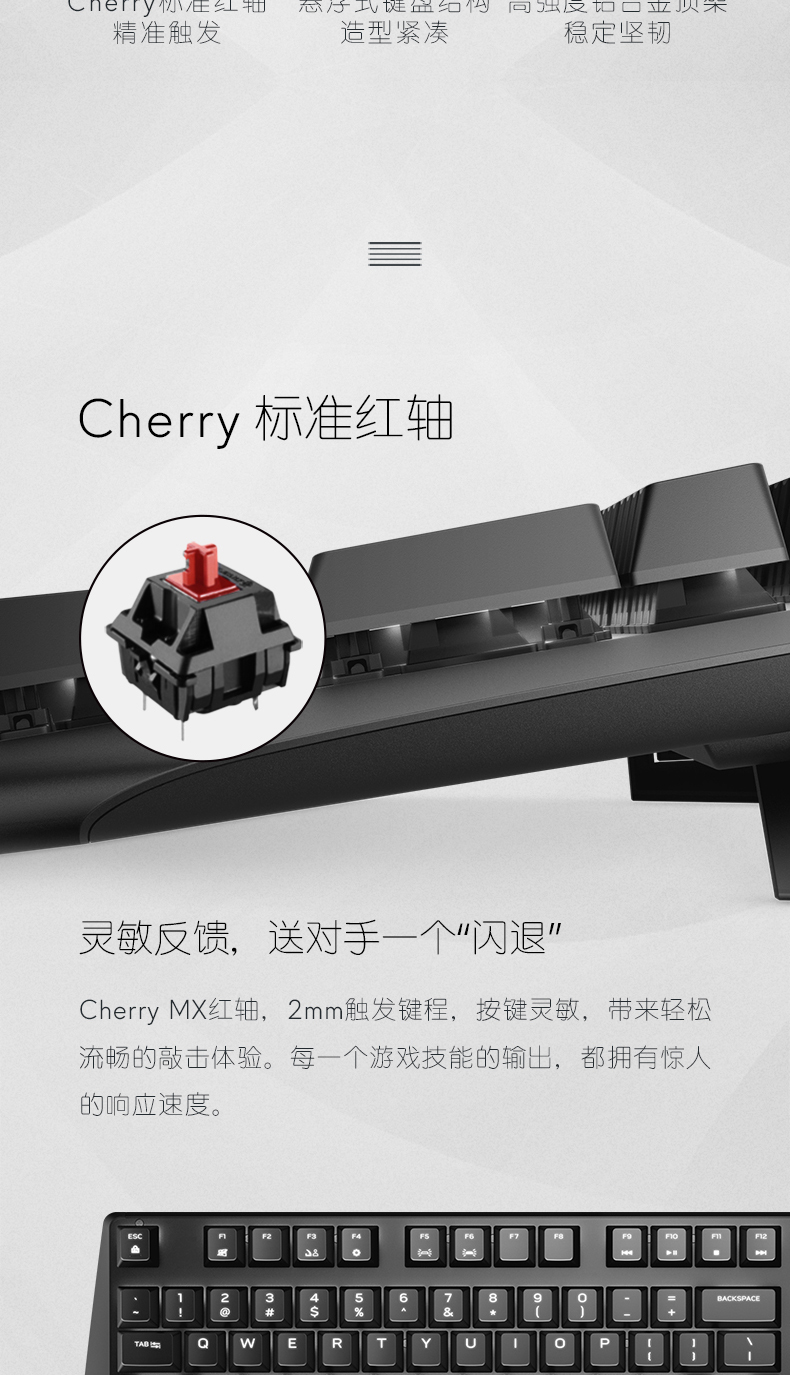 Cherry标准红轴 悬浮式键盘结构 高强度铝合金顶架
精准触发 造型紧凑 稳定坚韧
Cherry 标准红轴
灵敏反馈，送对手一个“闪退”
Cherry MX红轴，2mm触发键程，按键灵敏，带来轻松
流畅的敲击体验。每一个游戏技能的输出，都拥有惊人
的响应速度。
ESC F1 F2 F3 F4 F5 F6 F7 F8 F9 F10 F11 F12
` 1 2 3 4 5 6 7 8 9 0 - = BACKSPACE
~ ! @ # $ % ^ & * ( ) _ +
TAB Q W E R T Y U I O P [ ] \
{ } |